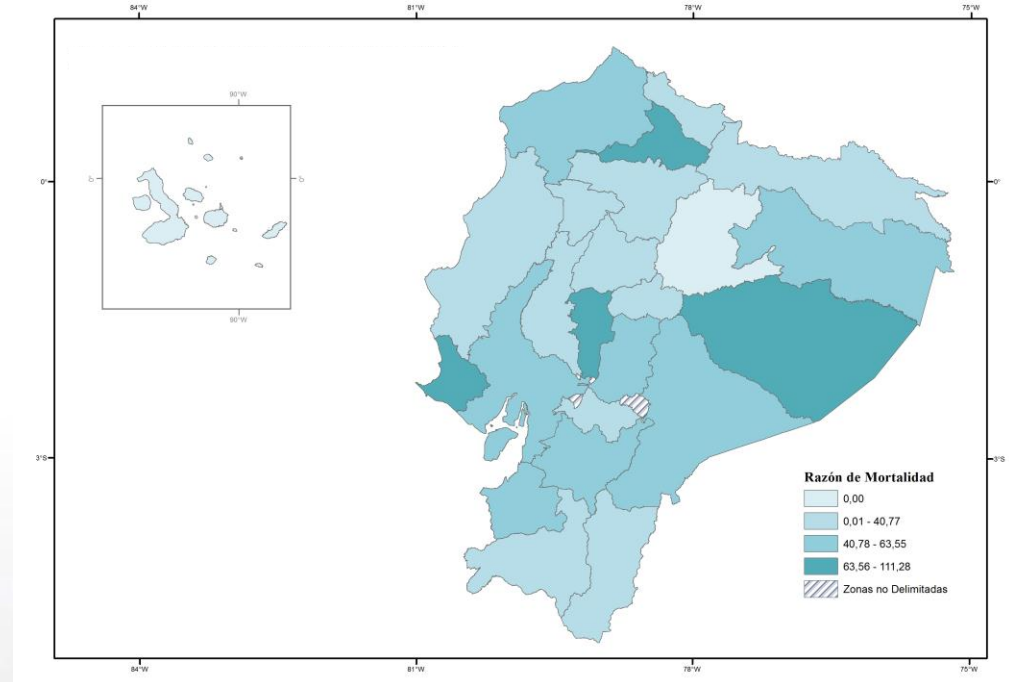 84°W 81°W 78°W 75°W
90°W
0° 0°
0° 0°
90°W
3°S 3°S
Razón de Mortalidad
0,00
0,01 - 40,77
40,78 - 63,55
63,56 - 111,28
Zonas no Delimitadas
84°W 81°W 78°W 75°W